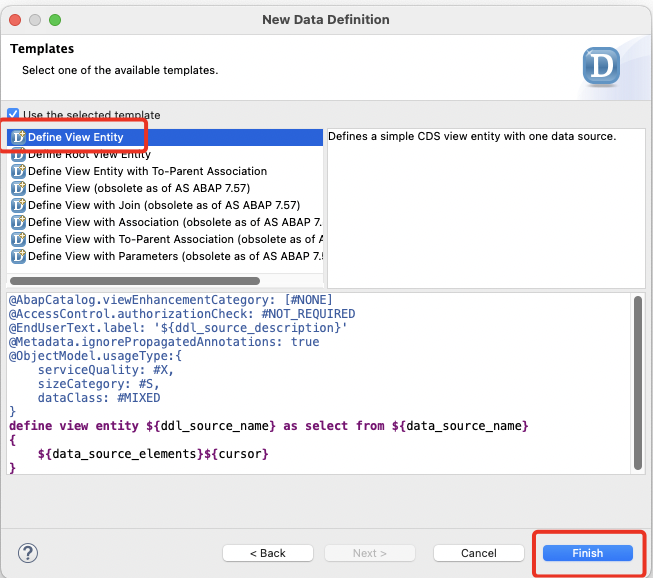 New Data Definition
Templates
Select one of the available templates.
D
Use the selected template
Define View Entity
Define Root View Entity
Define View Entity with To-Parent Association
Define View (obsolete as of AS ABAP 7.57)
Define View with Join (obsolete as of AS ABAP 7.57)
Define View with Association (obsolete as of AS ABAP 7.
Define View with To-Parent Association (obsolete as of A
Define View with Parameters (obsolete as of AS ABAP 7.5
Defines a simple CDS view entity with one data source.
@AbapCatalog.viewEnhancementCategory: [#NONE]
@AccessControl.authorizationCheck: #NOT_REQUIRED
@EndUserText.label: '${ddl_source_description}'
@Metadata.ignorePropagatedAnnotations: true
@ObjectModel.usageType:{
    serviceQuality: #X,
    sizeCategory: #S,
    dataClass: #MIXED
}
define view entity ${ddl_source_name} as select from ${data_source_name}
{
    ${data_source_elements}${cursor}
}
?
< Back
Next >
Cancel
Finish